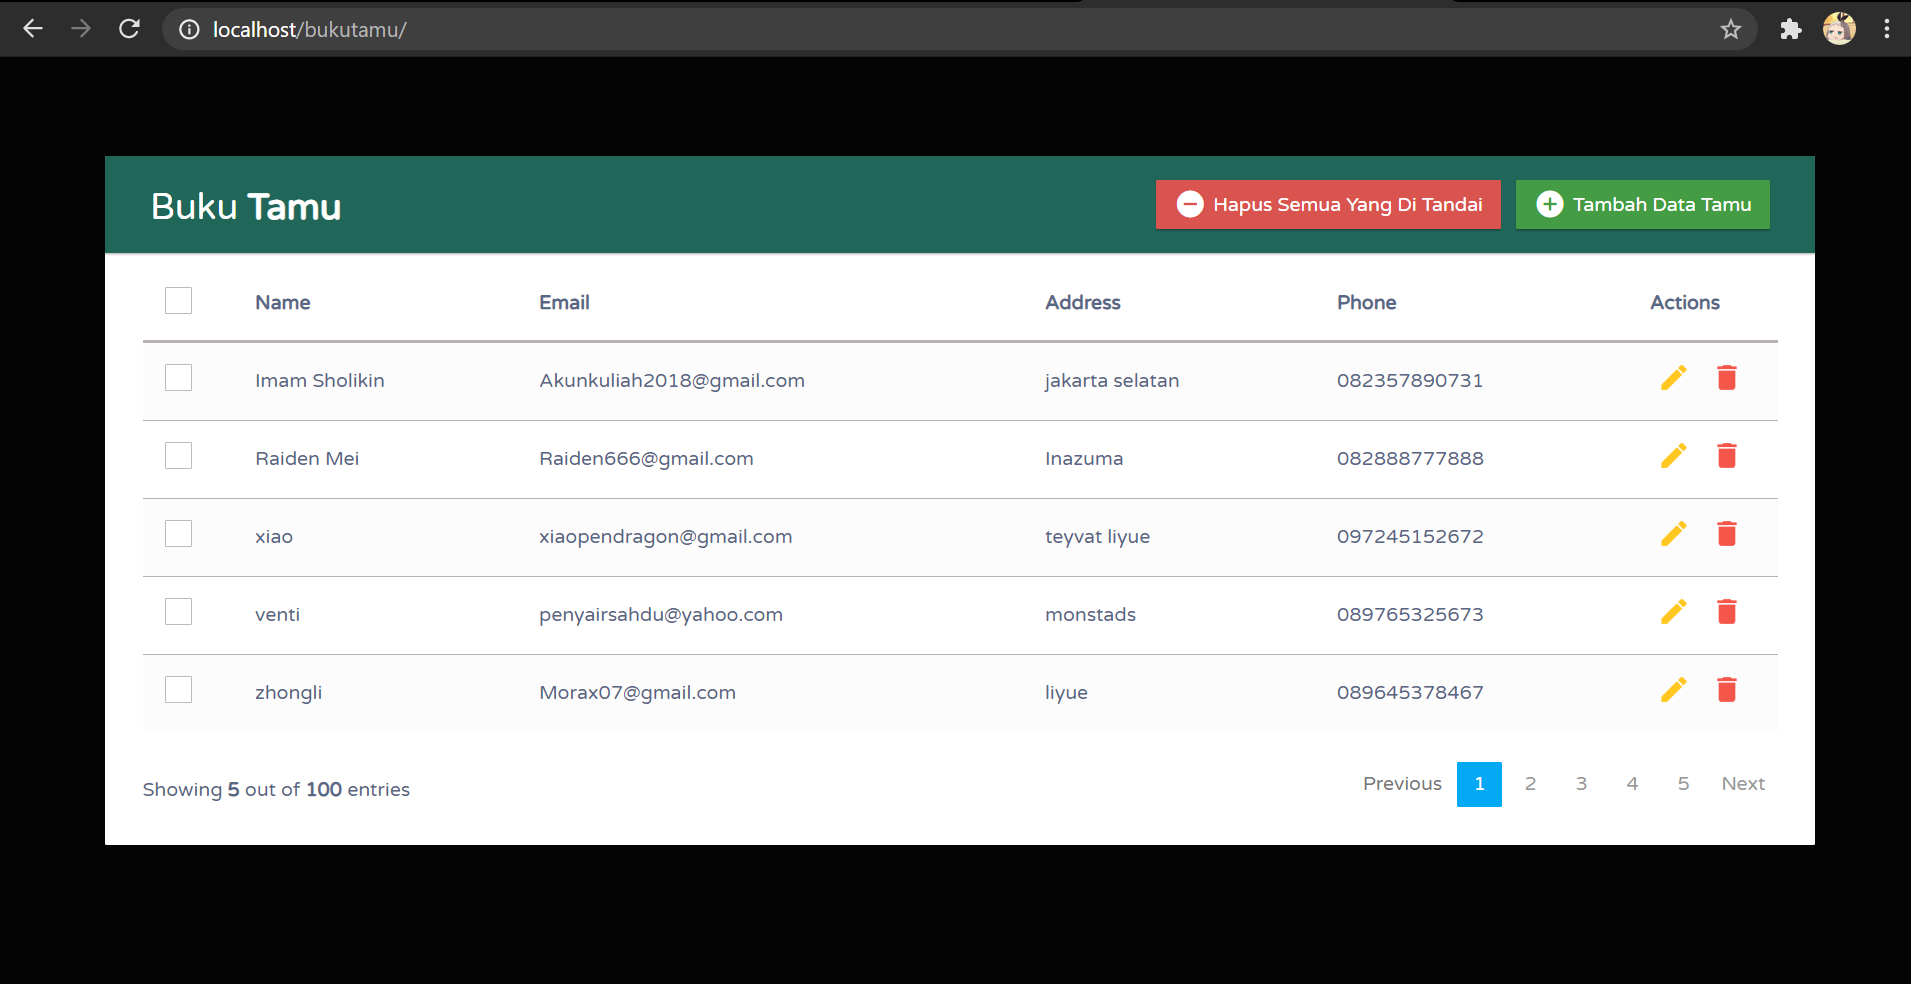 localhost/bukutamu/
Buku Tamu
Hapus Semua Yang Di Tandai
Tambah Data Tamu
Name Email Address Phone Actions
Imam Sholikin Akunkuliah2018@gmail.com jakarta selatan 082357890731
Raiden Mei Raiden666@gmail.com Inazuma 082888777888
xiao xiaopendragon@gmail.com teyvat liyue 097245152672
venti penyairsahdu@yahoo.com monstads 089765325673
zhongli Morax07@gmail.com liyue 089645378467
Showing 5 out of 100 entries
Previous 1 2 3 4 5 Next